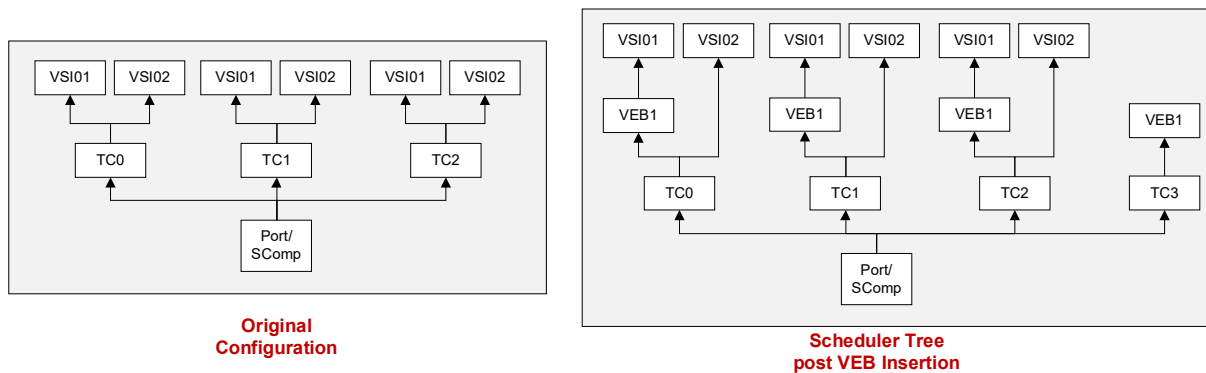 VSI01
VSI02
VSI01
VSI02
VSI01
VSI02
TC0
TC1
TC2
Port/
SComp
Original
Configuration
VSI01
VSI02
VSI01
VSI02
VSI01
VSI02
VEB1
VEB1
VEB1
VEB1
TC0
TC1
TC2
TC3
Port/
SComp
Scheduler Tree
post VEB Insertion